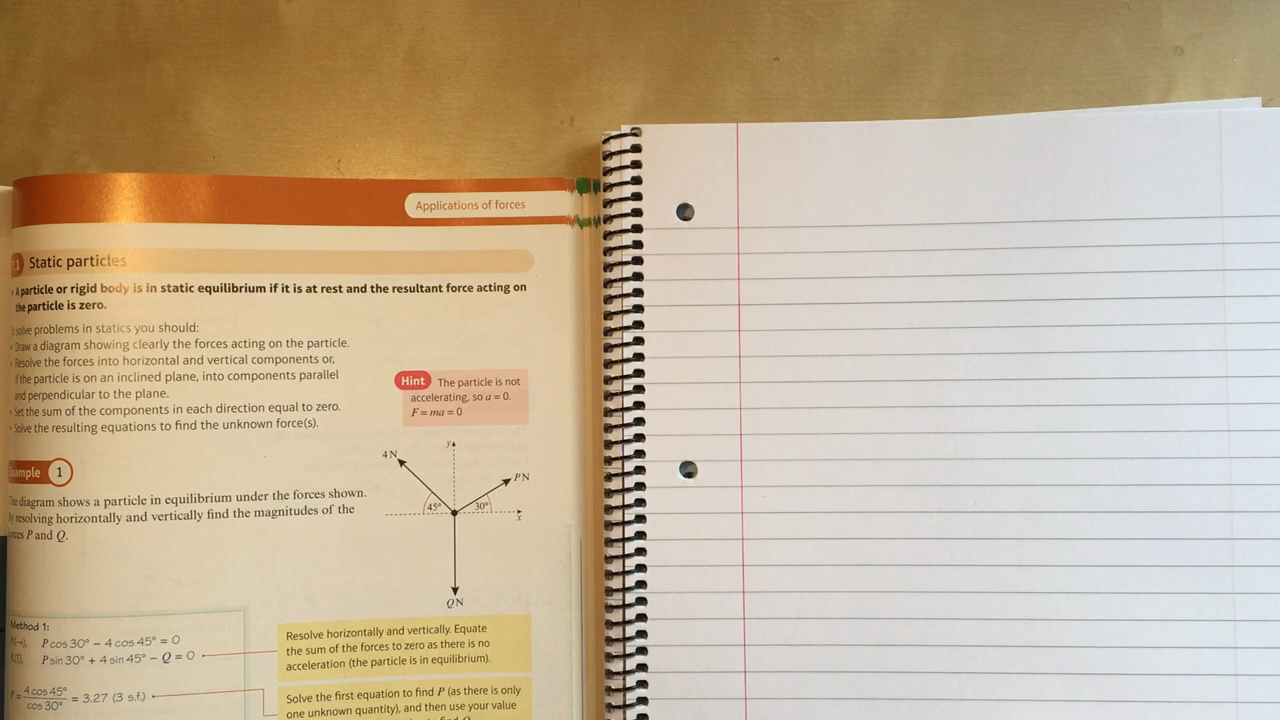 Applications of forces
Static particles
A particle or rigid body is in static equilibrium if it is at rest and the resultant force acting on
the particle is zero.
solve problems in statics you should:
• Draw a diagram showing clearly the forces acting on the particle.
• Resolve the forces into horizontal and vertical components or,
if the particle is on an inclined plane, into components parallel
and perpendicular to the plane.
• Set the sum of the components in each direction equal to zero.
• Solve the resulting equations to find the unknown force(s).
Hint The particle is not
accelerating, so a = 0.
F = ma = 0
Example 1
The diagram shows a particle in equilibrium under the forces shown.
By resolving horizontally and vertically find the magnitudes of the
forces P and Q.
y
4 N
P N
45°
30°
x
Q N
Method 1:
R(→), P cos 30° − 4 cos 45° = 0
R(↑), P sin 30° + 4 sin 45° − Q = 0
P = 4 cos 45° / cos 30° = 3.27 (3 s.f.)
Resolve horizontally and vertically. Equate
the sum of the forces to zero as there is no
acceleration (the particle is in equilibrium).
Solve the first equation to find P (as there is only
one unknown quantity), and then use your value